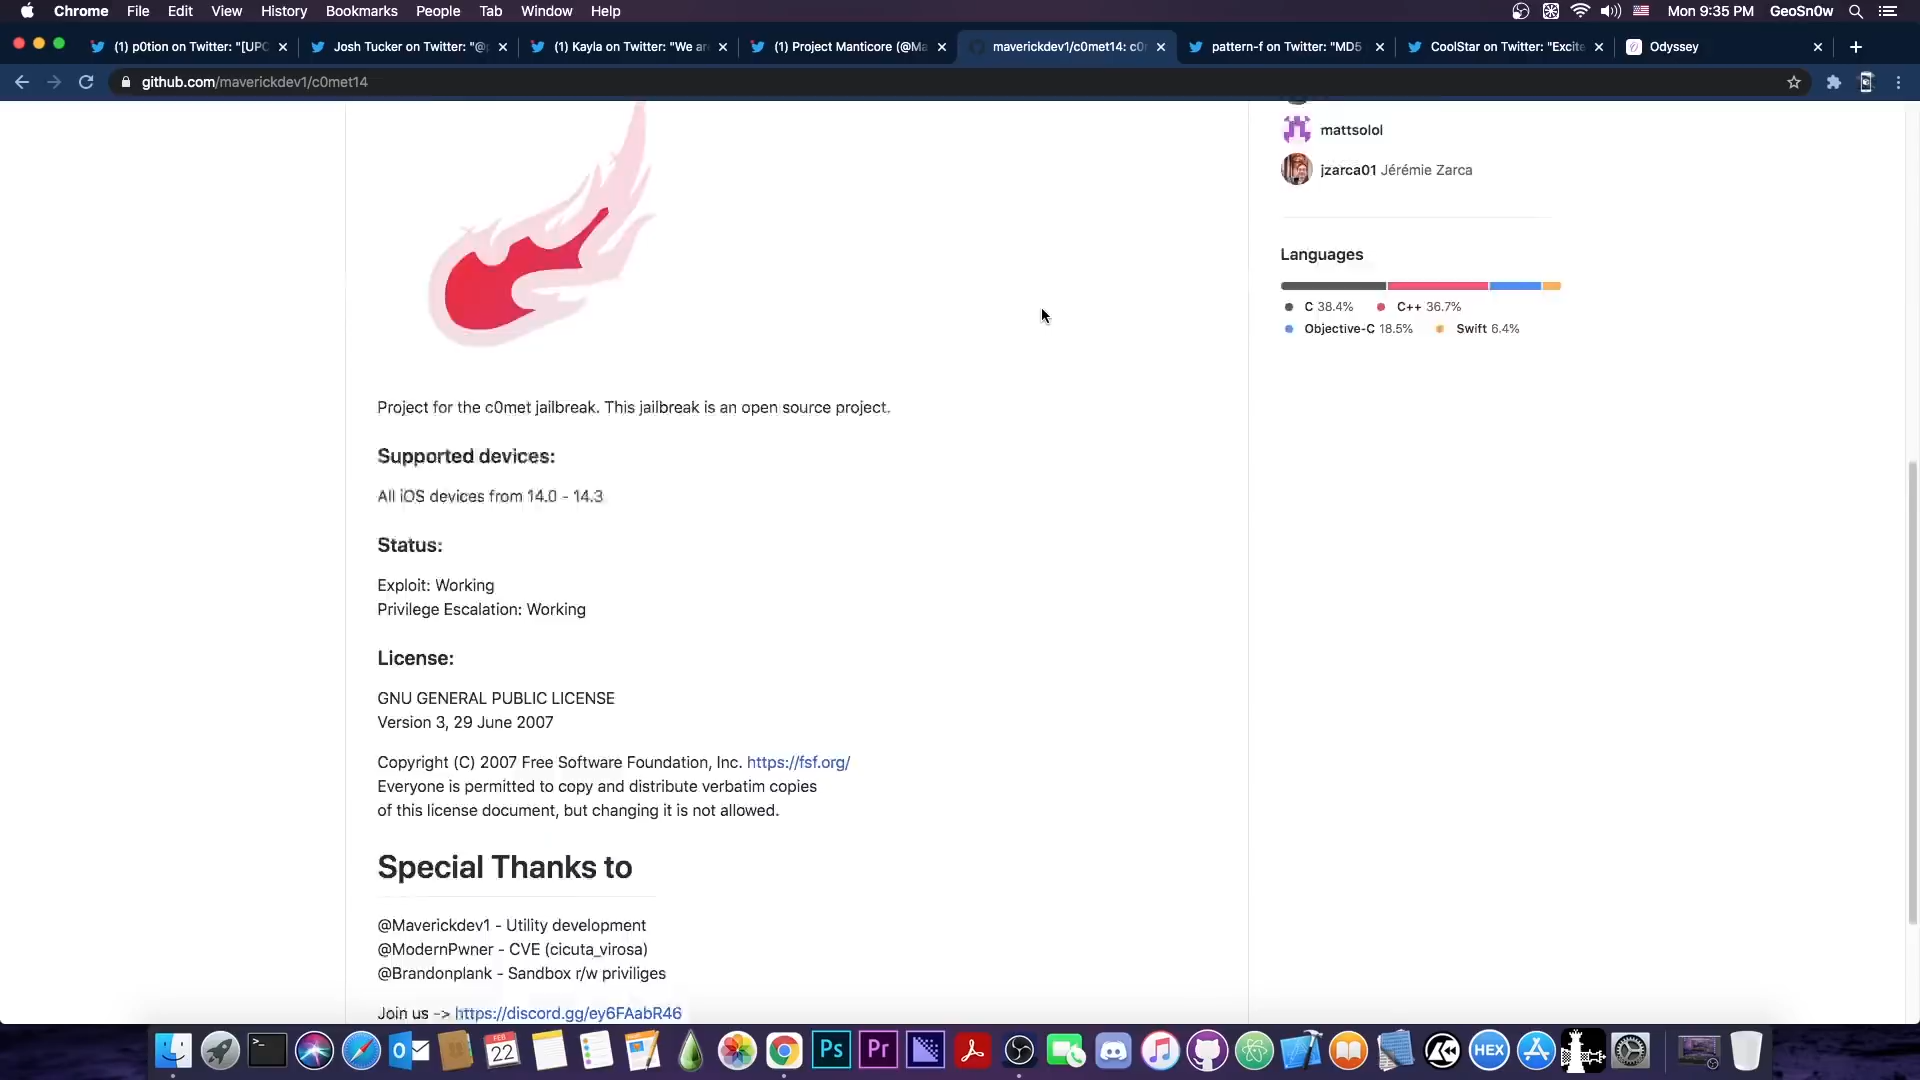 Chrome File Edit View History Bookmarks People Tab Window Help Mon 9:35 PM GeoSn0w
(1) p0tion on Twitter: "[UPC
Josh Tucker on Twitter: "@p
(1) Kayla on Twitter: "We are
(1) Project Manticore (@Ma
maverickdev1/c0met14: c0
pattern-f on Twitter: "MD5
CoolStar on Twitter: "Excite
Odyssey
github.com/maverickdev1/c0met14
mattsolol
jzarca01 Jérémie Zarca
Languages
C 38.4% C++ 36.7%
Objective-C 18.5% Swift 6.4%
Project for the c0met jailbreak. This jailbreak is an open source project.
Supported devices:
All iOS devices from 14.0 - 14.3
Status:
Exploit: Working
Privilege Escalation: Working
License:
GNU GENERAL PUBLIC LICENSE
Version 3, 29 June 2007
Copyright (C) 2007 Free Software Foundation, Inc. https://fsf.org/
Everyone is permitted to copy and distribute verbatim copies
of this license document, but changing it is not allowed.
Special Thanks to
@Maverickdev1 - Utility development
@ModernPwner - CVE (cicuta_virosa)
@Brandonplank - Sandbox r/w priviliges
Join us -> https://discord.gg/ey6FAabR46
FEB
22
Ps
Pr
HEX